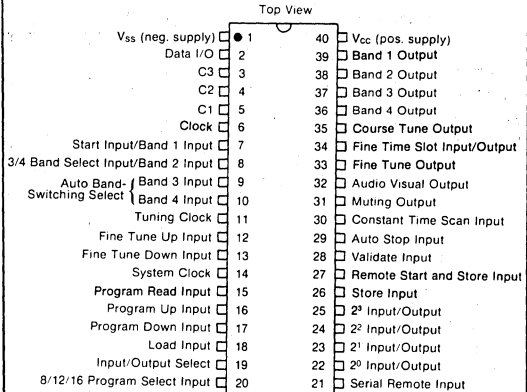 Top View
Vss (neg. supply) 1 40 Vcc (pos. supply)
Data I/O 2 39 Band 1 Output
C3 3 38 Band 2 Output
C2 4 37 Band 3 Output
C1 5 36 Band 4 Output
Clock 6 35 Course Tune Output
Start Input/Band 1 Input 7 34 Fine Time Slot Input/Output
3/4 Band Select Input/Band 2 Input 8 33 Fine Tune Output
Auto Band-Switching Select { Band 3 Input 9 32 Audio Visual Output
Band 4 Input 10 31 Muting Output
Tuning Clock 11 30 Constant Time Scan Input
Fine Tune Up Input 12 29 Auto Stop Input
Fine Tune Down Input 13 28 Validate Input
System Clock 14 27 Remote Start and Store Input
Program Read Input 15 26 Store Input
Program Up Input 16 25 2³ Input/Output
Program Down Input 17 24 2² Input/Output
Load Input 18 23 2¹ Input/Output
Input/Output Select 19 22 2⁰ Input/Output
8/12/16 Program Select Input 20 21 Serial Remote Input